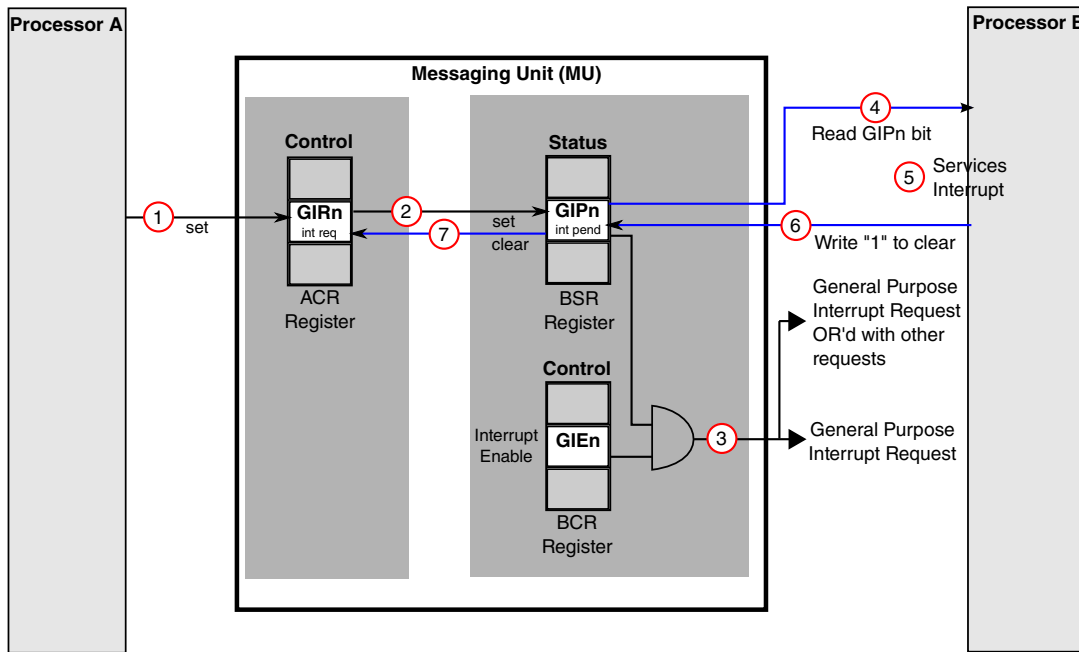 Processor A
Processor B
Messaging Unit (MU)
4
Read GIPn bit
Control
Status
5
Services
Interrupt
1
set
GIRn
int req
2
set
GIPn
int pend
6
7
clear
Write "1" to clear
ACR
Register
BSR
Register
General Purpose
Interrupt Request
OR'd with other
requests
Control
Interrupt
Enable
GIEn
3
General Purpose
Interrupt Request
BCR
Register